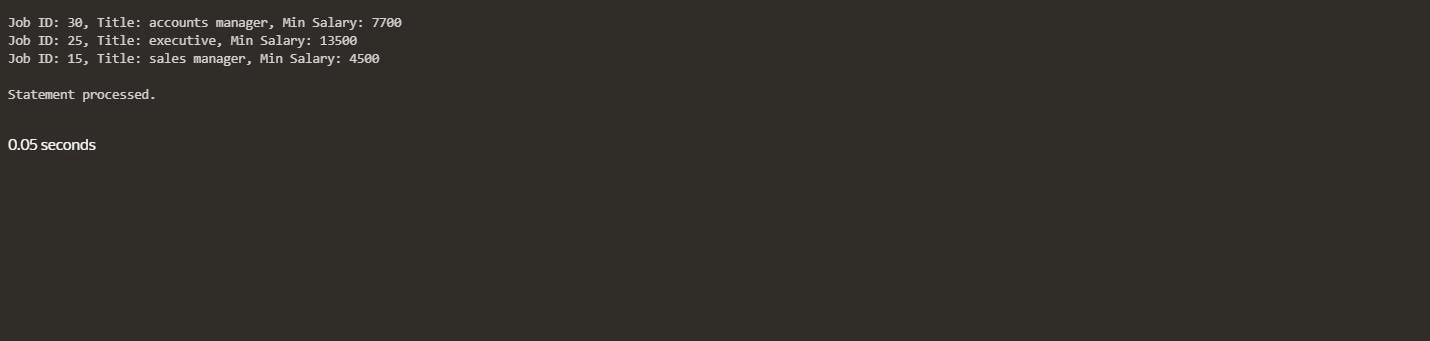 Job ID: 30, Title: accounts manager, Min Salary: 7700
Job ID: 25, Title: executive, Min Salary: 13500
Job ID: 15, Title: sales manager, Min Salary: 4500
Statement processed.
0.05 seconds